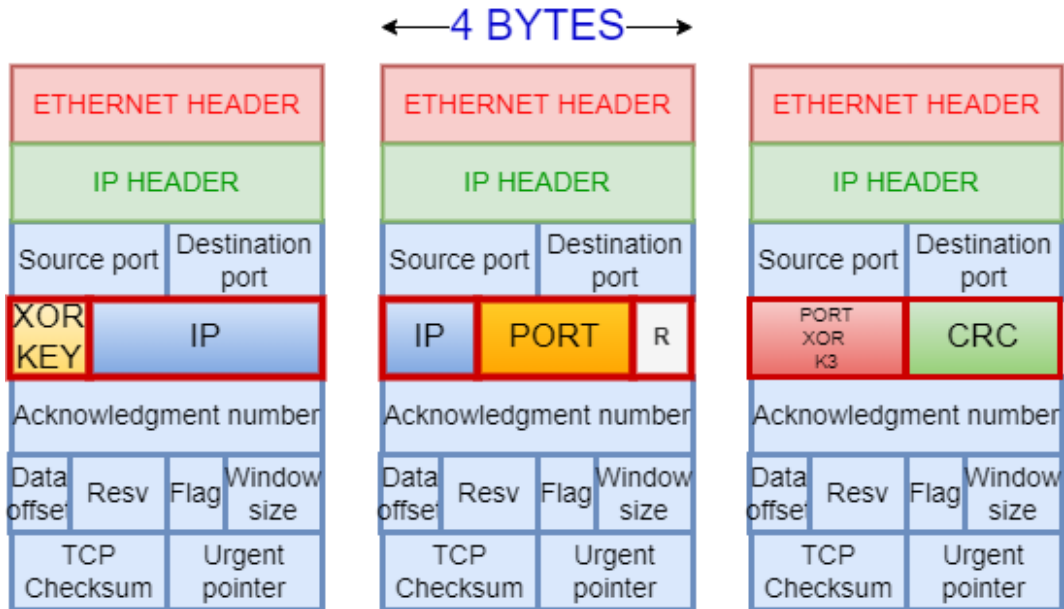 4 BYTES
ETHERNET HEADER
IP HEADER
Source port
Destination
port
XOR
KEY
IP
Acknowledgment number
Data
offset
Resv
Flag
Window
size
TCP
Checksum
Urgent
pointer
ETHERNET HEADER
IP HEADER
Source port
Destination
port
IP
PORT
R
Acknowledgment number
Data
offset
Resv
Flag
Window
size
TCP
Checksum
Urgent
pointer
ETHERNET HEADER
IP HEADER
Source port
Destination
port
PORT
XOR
K3
CRC
Acknowledgment number
Data
offset
Resv
Flag
Window
size
TCP
Checksum
Urgent
pointer